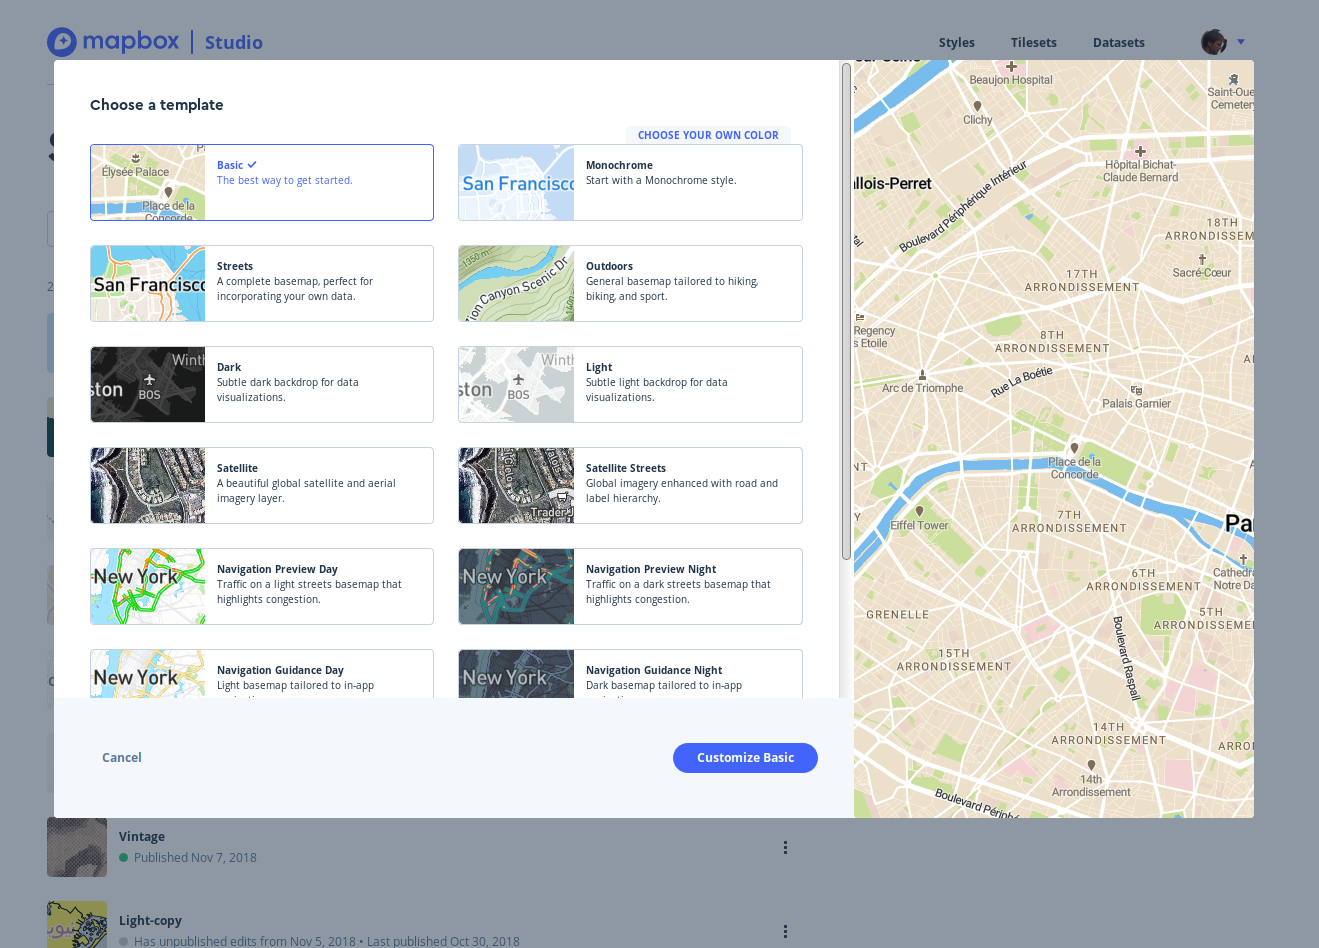 mapbox | Studio
Styles
Tilesets
Datasets
Choose a template
CHOOSE YOUR OWN COLOR
Élysée Palace
Place de la
Concorde
Basic
The best way to get started.
San Francisco
Monochrome
Start with a Monochrome style.
San Francisco
Streets
A complete basemap, perfect for
incorporating your own data.
Canyon Scenic Dr
1350m
Outdoors
General basemap tailored to hiking,
biking, and sport.
BOS
Dark
Subtle dark backdrop for data
visualizations.
BOS
Light
Subtle light backdrop for data
visualizations.
Satellite
A beautiful global satellite and aerial
imagery layer.
Trader J
Satellite Streets
Global imagery enhanced with road and
label hierarchy.
New York
Navigation Preview Day
Traffic on a light streets basemap that
highlights congestion.
New York
Navigation Preview Night
Traffic on a dark streets basemap that
highlights congestion.
New York
Navigation Guidance Day
Light basemap tailored to in-app
New York
Navigation Guidance Night
Dark basemap tailored to in-app
Cancel
Customize Basic
Beaujon Hospital
Saint-Oue
Cemetery
Clichy
Hôpital Bichat-
Claude Bernard
llois-Perret
Boulevard Périphérique Intérieur
18TH
ARRONDISSEM
Sacré-Cœur
17TH
ARRONDISSEMENT
Regency
s Etoile
8TH
ARRONDISSEMENT
Arc de Triomphe
Rue La Boétie
Palais Garnier
Place de la
Concorde
Eiffel Tower
7TH
ARRONDISSEMENT
Pa
Cathedra
Notre Da
6TH
ARRONDISSEMENT
GRENELLE
5TH
ARRONDISSEMEN
Boulevard Raspail
15TH
ARRONDISSEMENT
14TH
ARRONDISSEMENT
ARRO
14th
Arrondissement
Boulevard Périphé
Vintage
Published Nov 7, 2018
Light-copy
Has unpublished edits from Nov 5, 2018 • Last published Oct 30, 2018